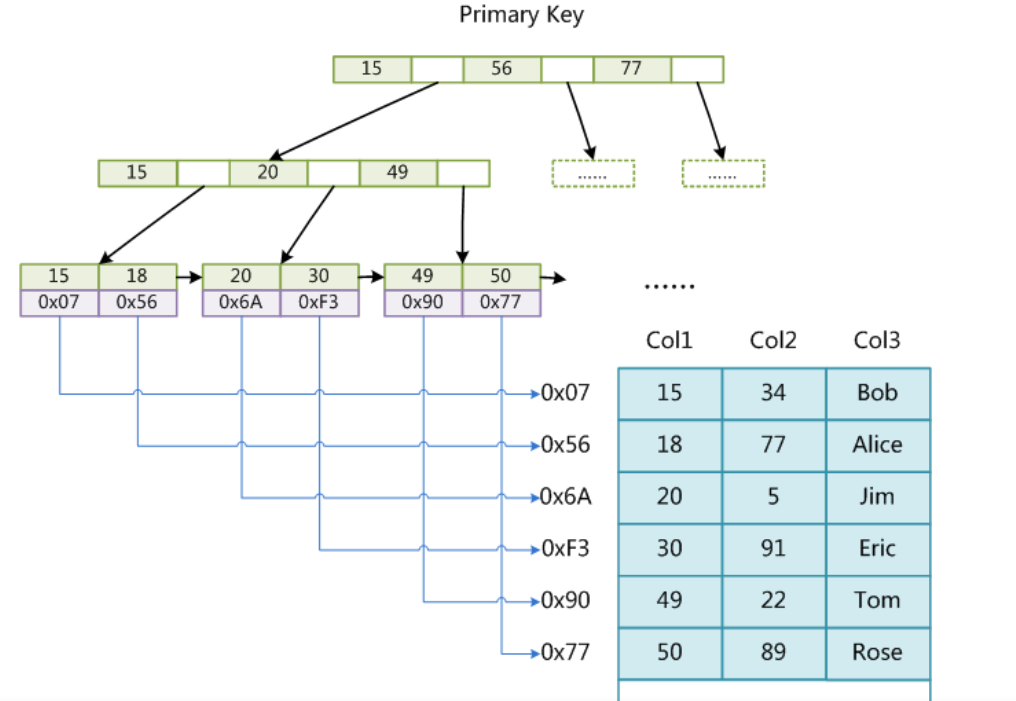 Primary Key
15 56 77
15 20 49 ...... ......
15 18 20 30 49 50
0x07 0x56 0x6A 0xF3 0x90 0x77
......
Col1 Col2 Col3
0x07 15 34 Bob
0x56 18 77 Alice
0x6A 20 5 Jim
0xF3 30 91 Eric
0x90 49 22 Tom
0x77 50 89 Rose